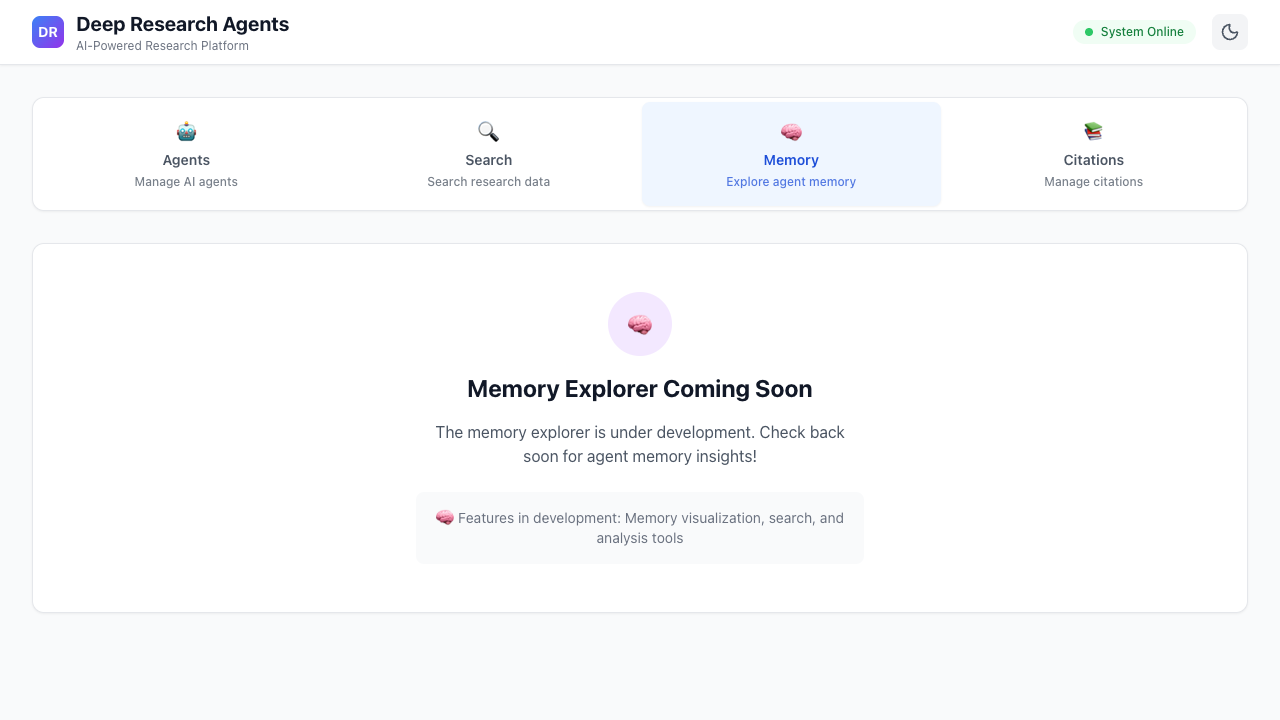 DR
Deep Research Agents
AI-Powered Research Platform
System Online
Agents
Manage AI agents
Search
Search research data
Memory
Explore agent memory
Citations
Manage citations
Memory Explorer Coming Soon
The memory explorer is under development. Check back
soon for agent memory insights!
🧠 Features in development: Memory visualization, search, and
analysis tools